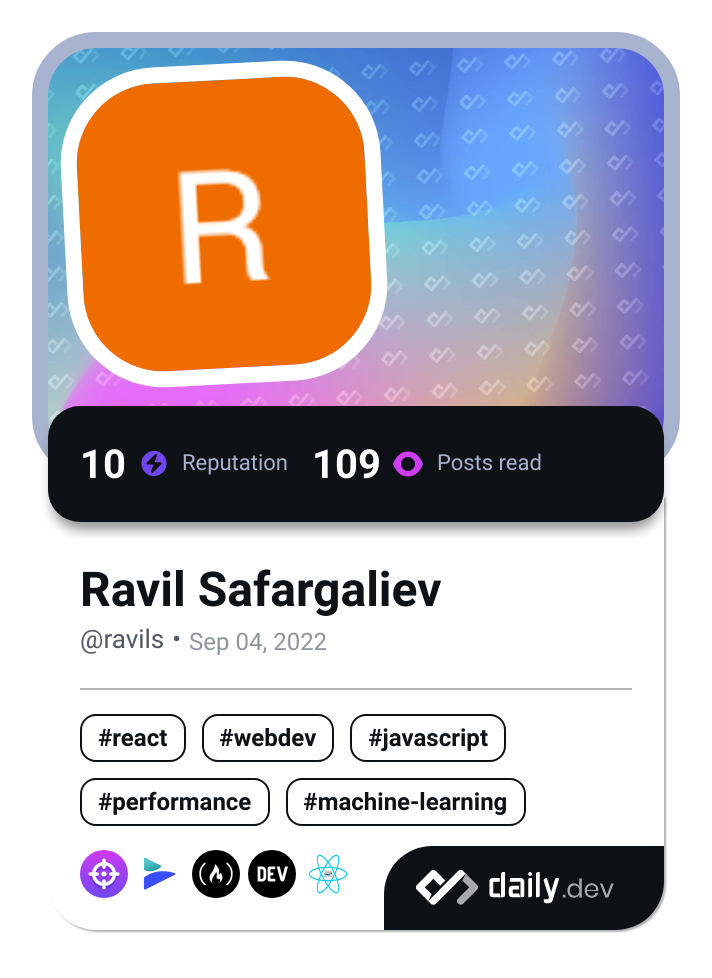 R
10 Reputation 109 Posts read
Ravil Safargaliev
@ravils • Sep 04, 2022
#react #webdev #javascript
#performance #machine-learning
DEV
daily.dev